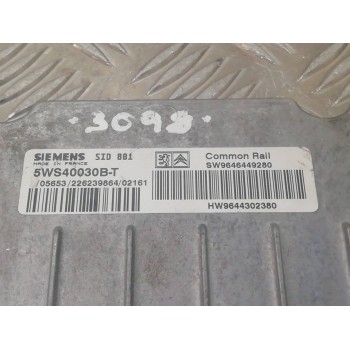 3098
SIEMENS SID 801
MADE IN FRANCE
5WS40030B-T
/05653/226239864/02161
Common Rail
SW9646449280
HW9644302380